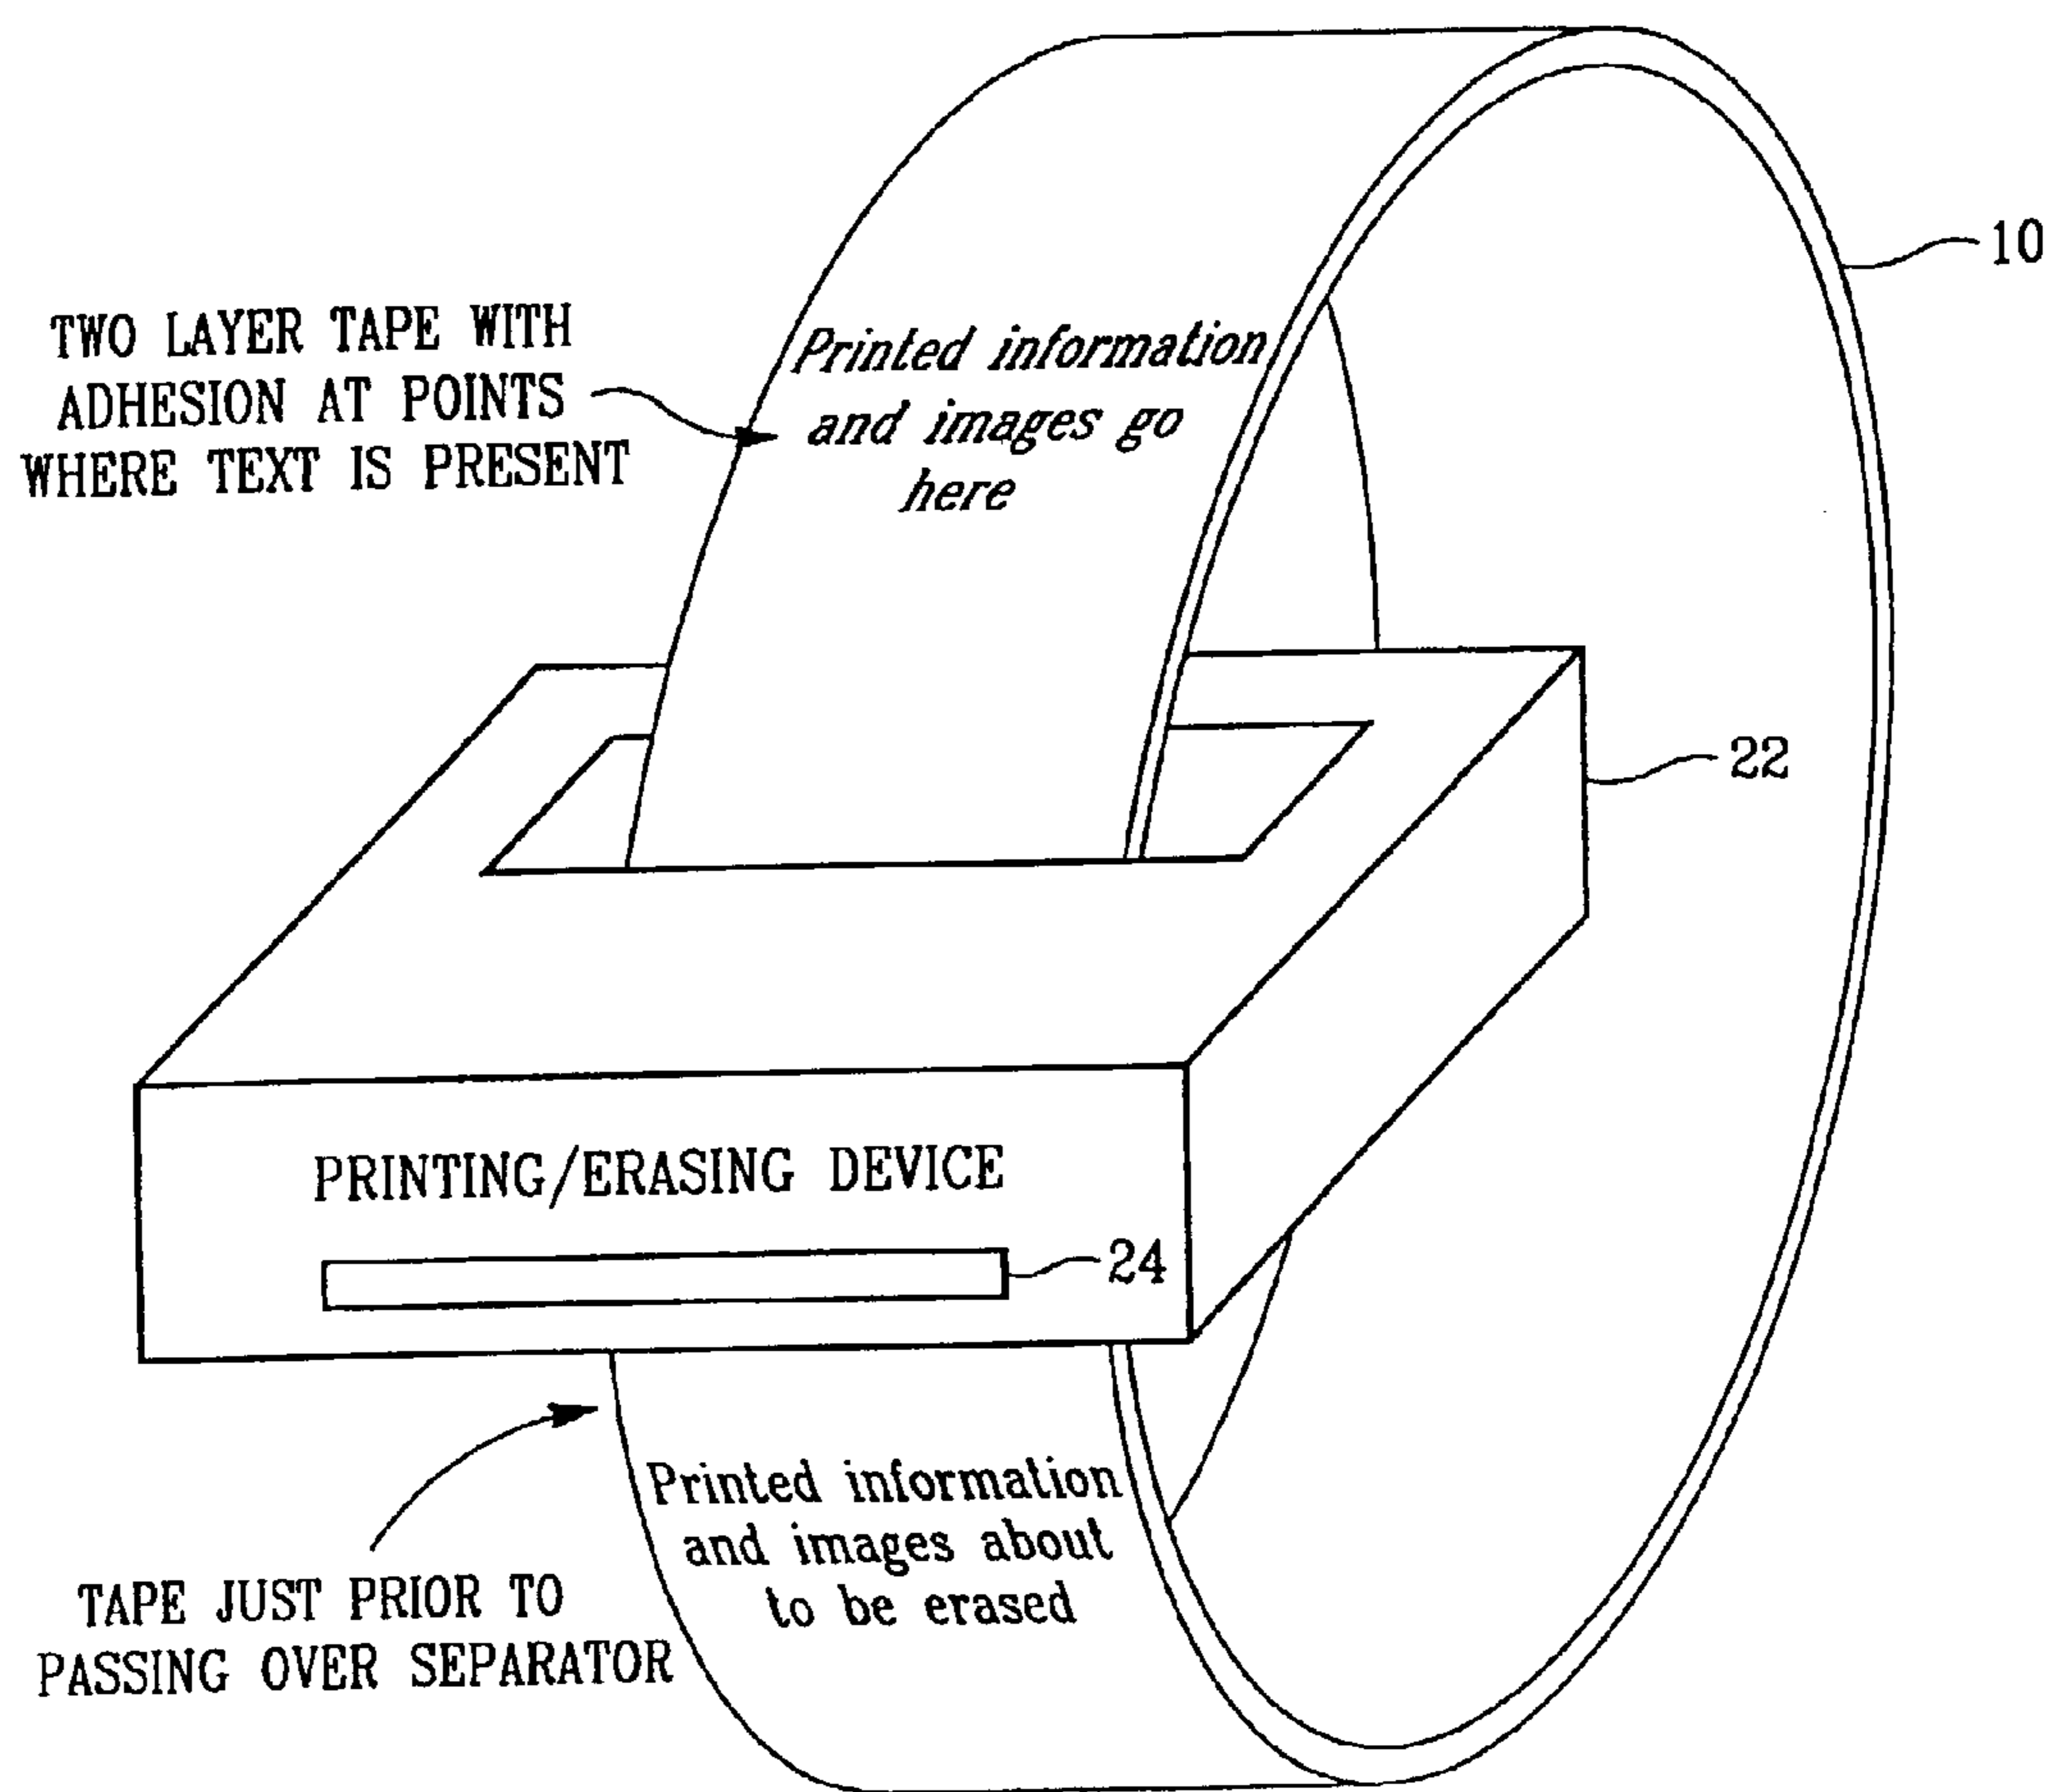 10
TWO LAYER TAPE WITH
ADHESION AT POINTS
WHERE TEXT IS PRESENT
Printed information
and images go
here
22
PRINTING/ERASING DEVICE
24
Printed information
and images about
to be erased
TAPE JUST PRIOR TO
PASSING OVER SEPARATOR